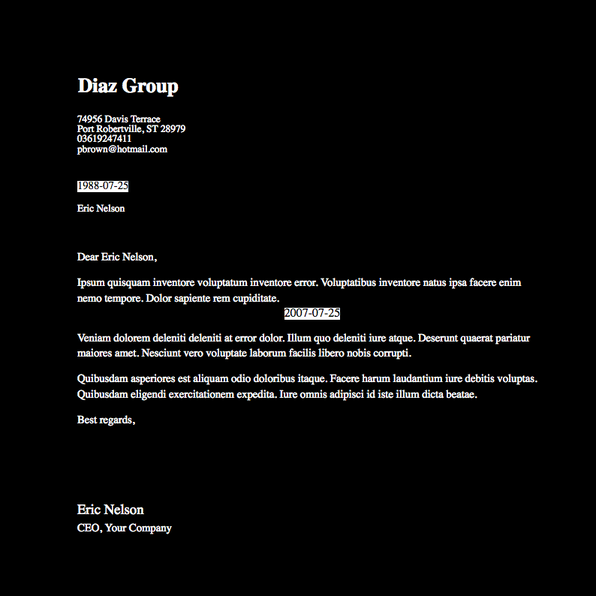 Diaz Group
74956 Davis Terrace
Port Robertville, ST 28979
03619247411
pbrown@hotmail.com
1988-07-25
Eric Nelson
Dear Eric Nelson,
Ipsum quisquam inventore voluptatum inventore error. Voluptatibus inventore natus ipsa facere enim
nemo tempore. Dolor sapiente rem cupiditate.
2007-07-25
Veniam dolorem deleniti deleniti at error dolor. Illum quo deleniti iure atque. Deserunt quaerat pariatur
maiores amet. Nesciunt vero voluptate laborum facilis libero nobis corrupti.
Quibusdam asperiores est aliquam odio doloribus itaque. Facere harum laudantium iure debitis voluptas.
Quibusdam eligendi exercitationem expedita. Iure omnis adipisci id iste illum dicta beatae.
Best regards,
Eric Nelson
CEO, Your Company